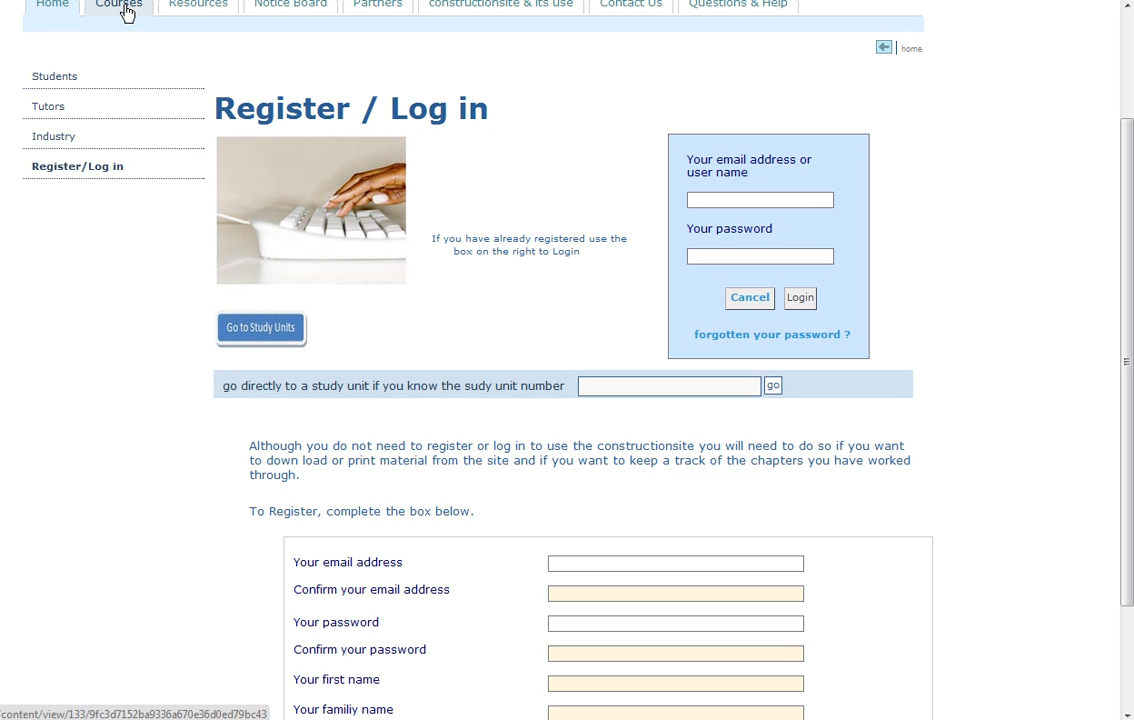 Home Courses Resources Notice Board Partners constructionsite & its use Contact Us Questions & Help
home
Students
Tutors
Industry
Register/Log in
Register / Log in
Your email address or
user name
Your password
If you have already registered use the
box on the right to Login
Cancel Login
forgotten your password ?
Go to Study Units
go directly to a study unit if you know the sudy unit number go
Although you do not need to register or log in to use the constructionsite you will need to do so if you want
to down load or print material from the site and if you want to keep a track of the chapters you have worked
through.
To Register, complete the box below.
Your email address
Confirm your email address
Your password
Confirm your password
Your first name
Your familiy name
content/view/133/9fc3d7152ba9336a670e36d0ed79bc43